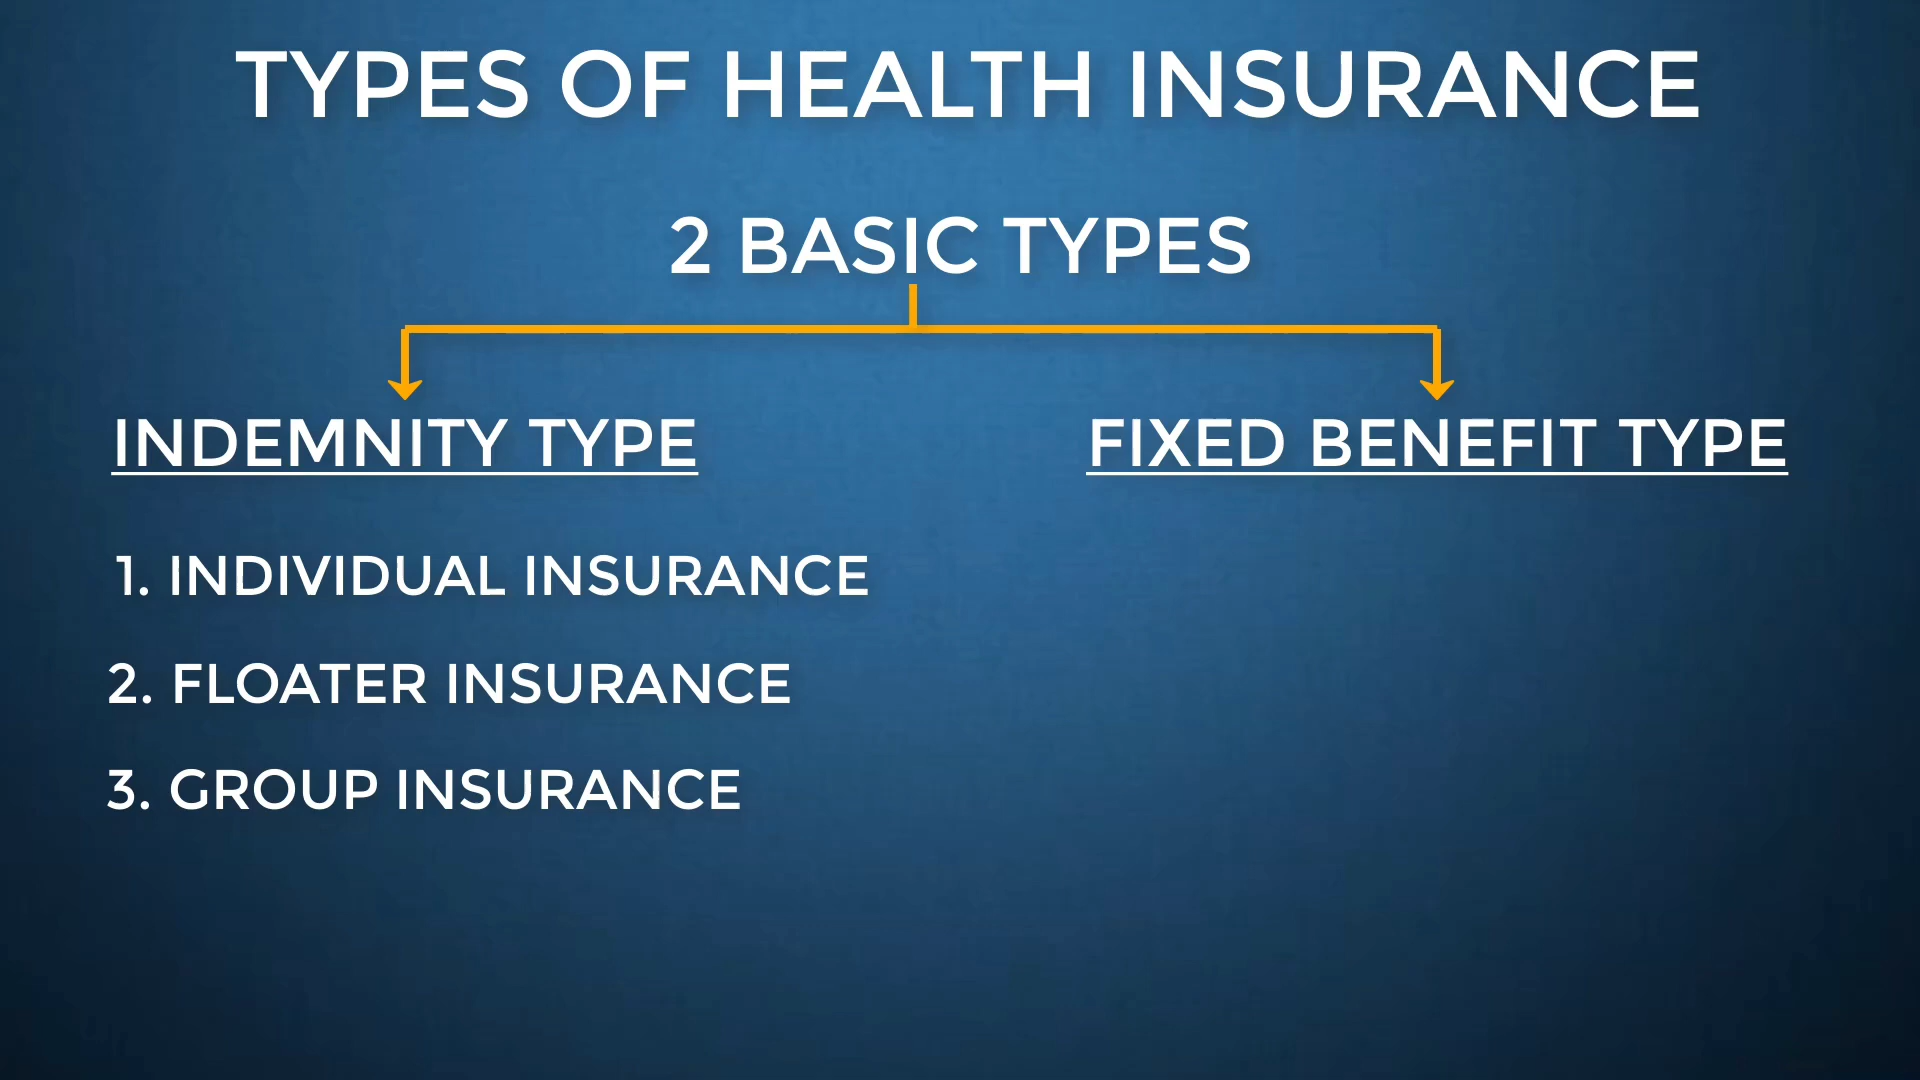 TYPES OF HEALTH INSURANCE
2 BASIC TYPES
INDEMNITY TYPE
FIXED BENEFIT TYPE
1. INDIVIDUAL INSURANCE
2. FLOATER INSURANCE
3. GROUP INSURANCE